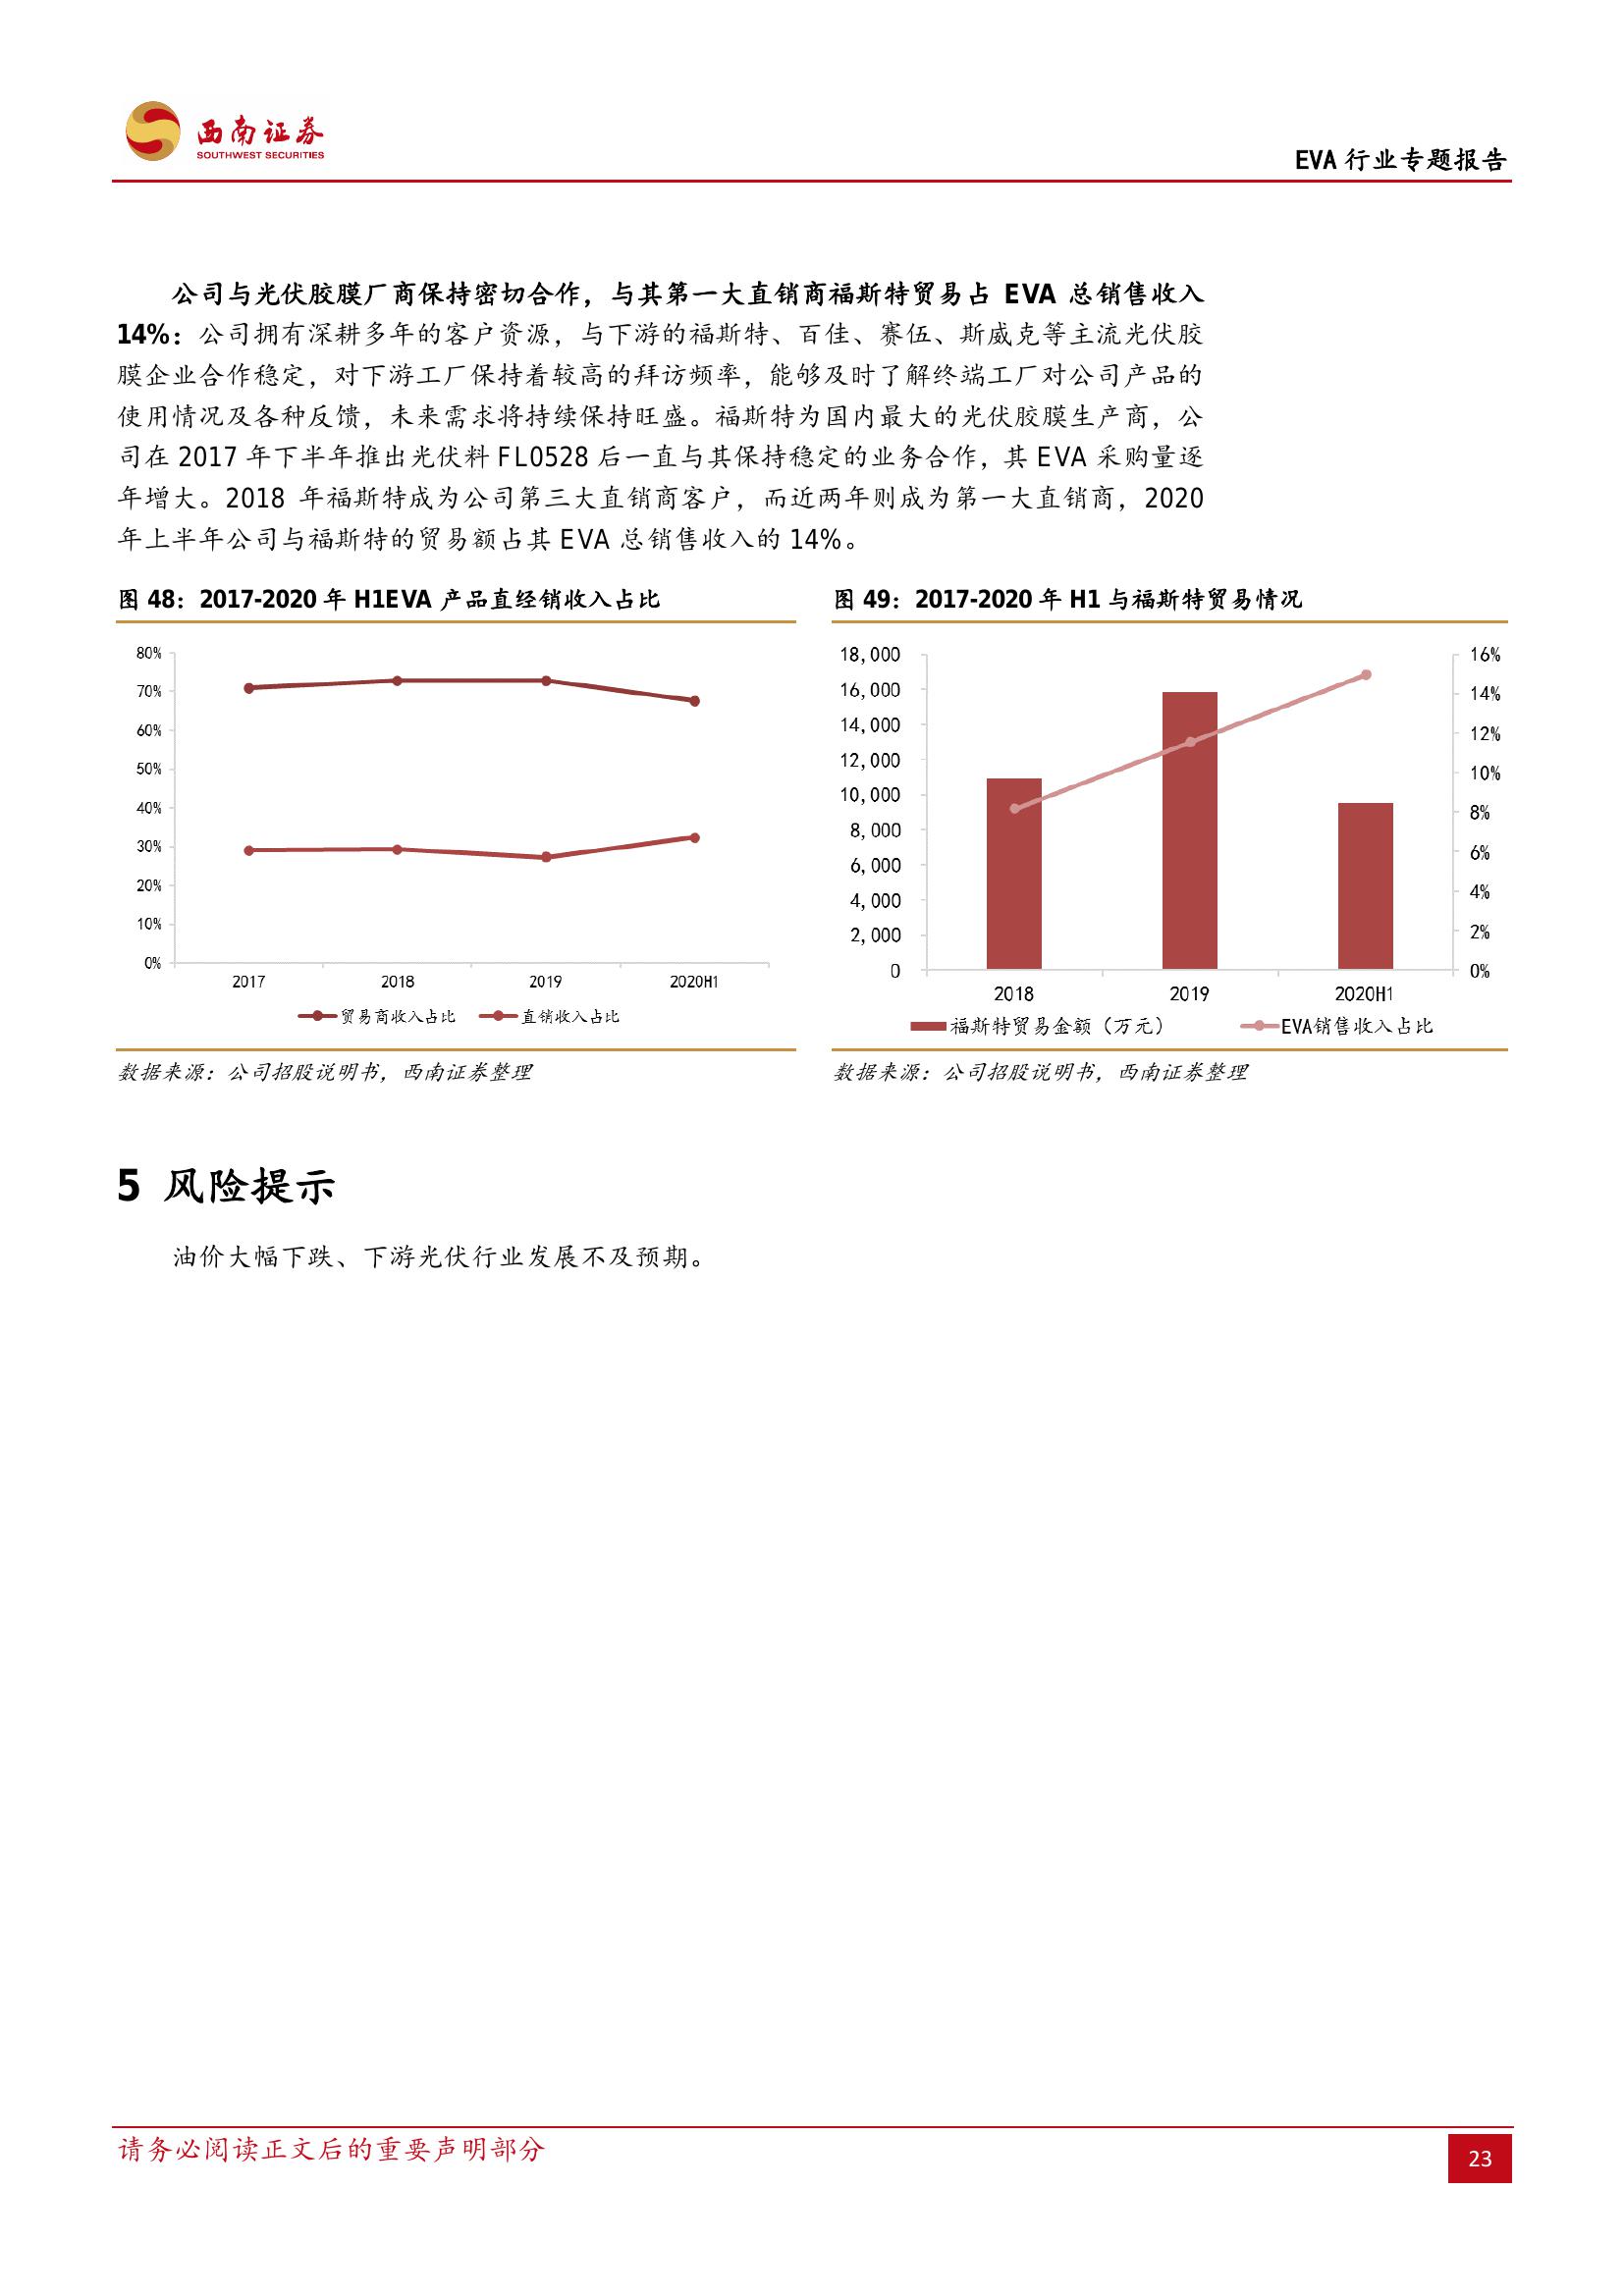 西南证券
SOUTHWEST SECURITIES
EVA 行业专题报告
公司与光伏胶膜厂商保持密切合作，与其第一大直销商福斯特贸易占 EVA 总销售收入
14%：公司拥有深耕多年的客户资源，与下游的福斯特、百佳、赛伍、斯威克等主流光伏胶
膜企业合作稳定，对下游工厂保持着较高的拜访频率，能够及时了解终端工厂对公司产品的
使用情况及各种反馈，未来需求将持续保持旺盛。福斯特为国内最大的光伏胶膜生产商，公
司在 2017 年下半年推出光伏料 FL0528 后一直与其保持稳定的业务合作，其 EVA 采购量逐
年增大。2018 年福斯特成为公司第三大直销商客户，而近两年则成为第一大直销商，2020
年上半年公司与福斯特的贸易额占其 EVA 总销售收入的 14%。
图 48：2017-2020 年 H1EVA 产品直经销收入占比
80%
70%
60%
50%
40%
30%
20%
10%
0%
2017 2018 2019 2020H1
贸易商收入占比 直销收入占比
数据来源：公司招股说明书，西南证券整理
图 49：2017-2020 年 H1 与福斯特贸易情况
18,000 16%
16,000 14%
14,000 12%
12,000 10%
10,000 8%
8,000 6%
6,000 4%
4,000 2%
2,000 0%
0
2018 2019 2020H1
福斯特贸易金额（万元） EVA销售收入占比
数据来源：公司招股说明书，西南证券整理
5 风险提示
油价大幅下跌、下游光伏行业发展不及预期。
请务必阅读正文后的重要声明部分
23